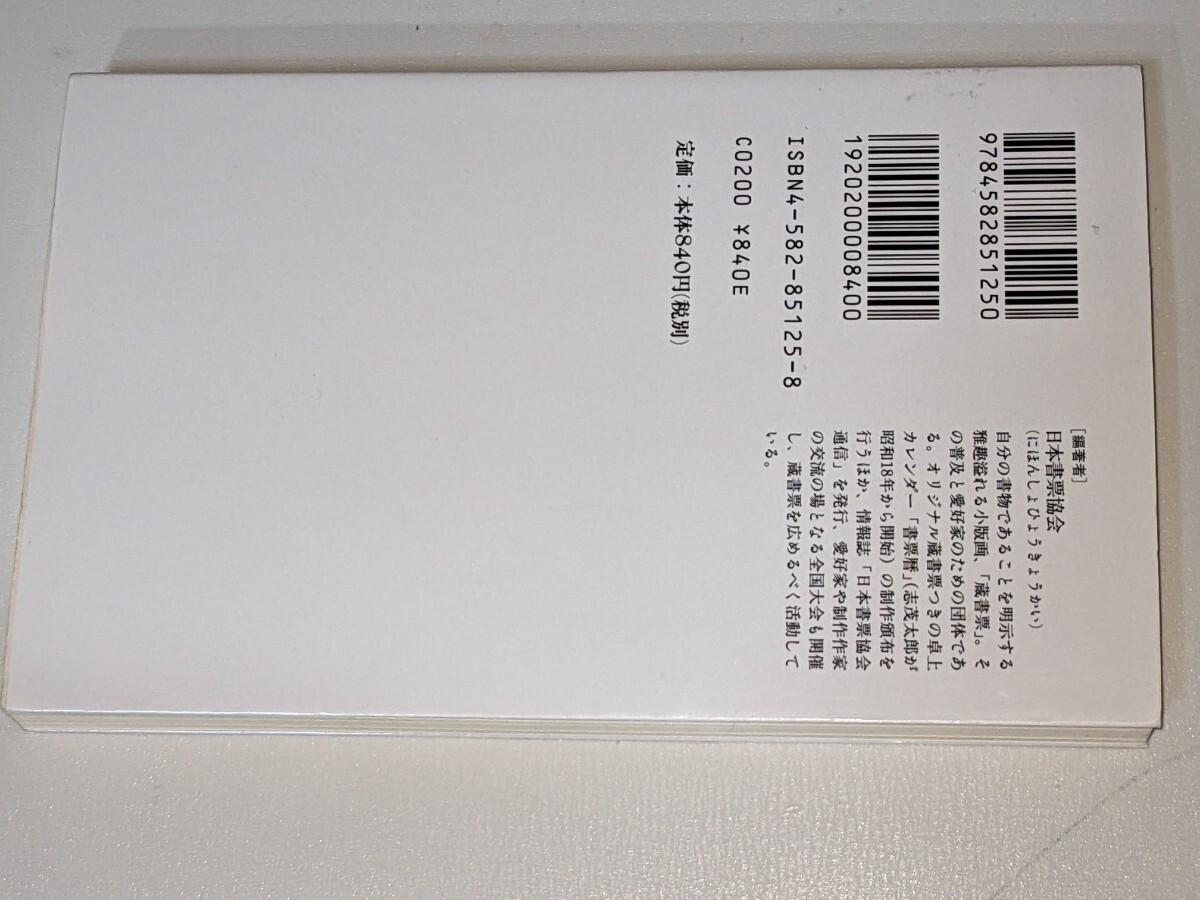 9784582851250
1920200008400
ISBN4-582-85125-8
C0200 ¥840E
定価：本体840円（税別）
［編著者］
日本書票協会
（にほんしょひょうきょうかい）
自分の書物であることを明示する
雅趣溢れる小版画、「蔵書票」。そ
の普及と愛好家のための団体であ
る。オリジナル蔵書票つきの卓上
カレンダー「書票暦」（志茂太郎が
昭和18年から開始）の制作頒布を
行うほか、情報誌「日本書票協会
通信」を発行、愛好家や制作作家
の交流の場となる全国大会も開催
し、蔵書票を広めるべく活動して
いる。